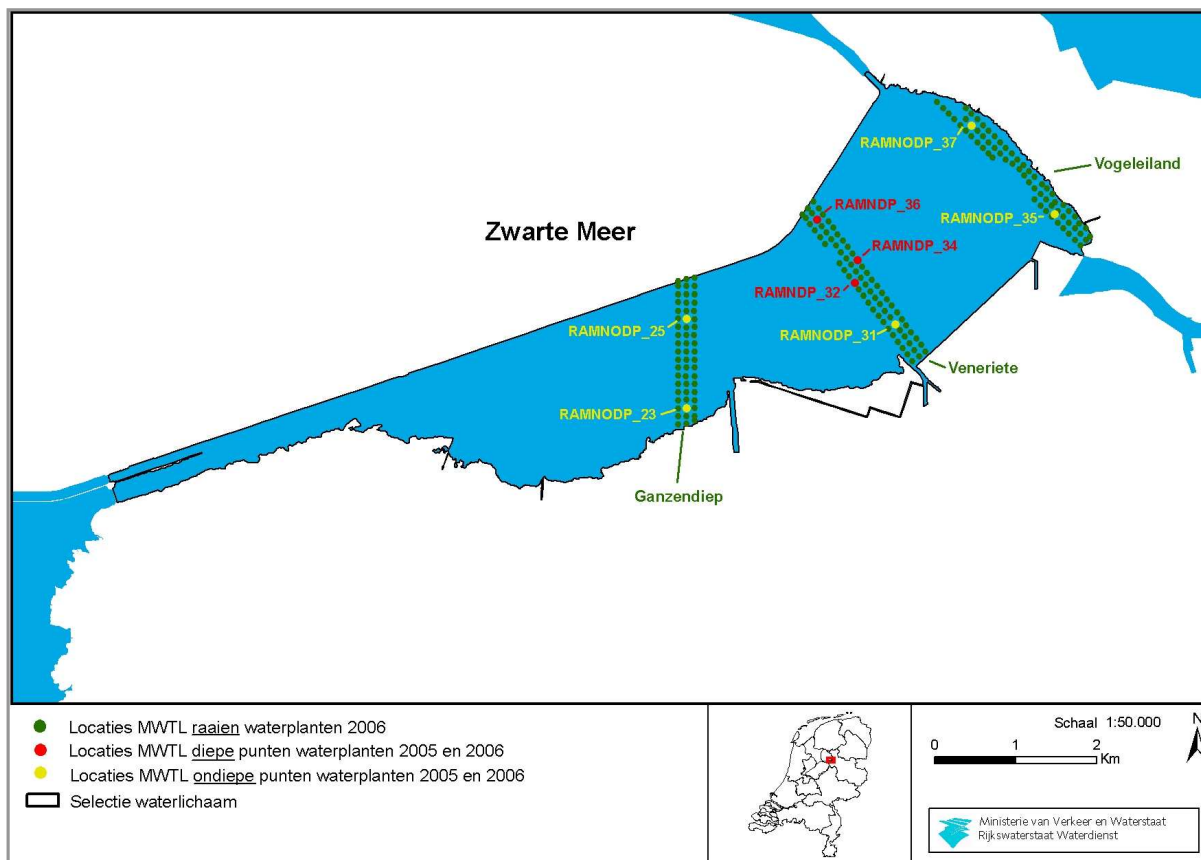 RAMNODP_37
Vogeleiland
RAMNDP_36
RAMNODP_35
Zwarte Meer
RAMNDP_34
RAMNDP_32
RAMNODP_25
RAMNODP_31
Veneriete
RAMNODP_23
Ganzendiep
Locaties MWTL raaien waterplanten 2006
Locaties MWTL diepe punten waterplanten 2005 en 2006
Locaties MWTL ondiepe punten waterplanten 2005 en 2006
Selectie waterlichaam
Schaal 1:50.000
N
0 1 2
Km
Ministerie van Verkeer en Waterstaat
Rijkswaterstaat Waterdienst